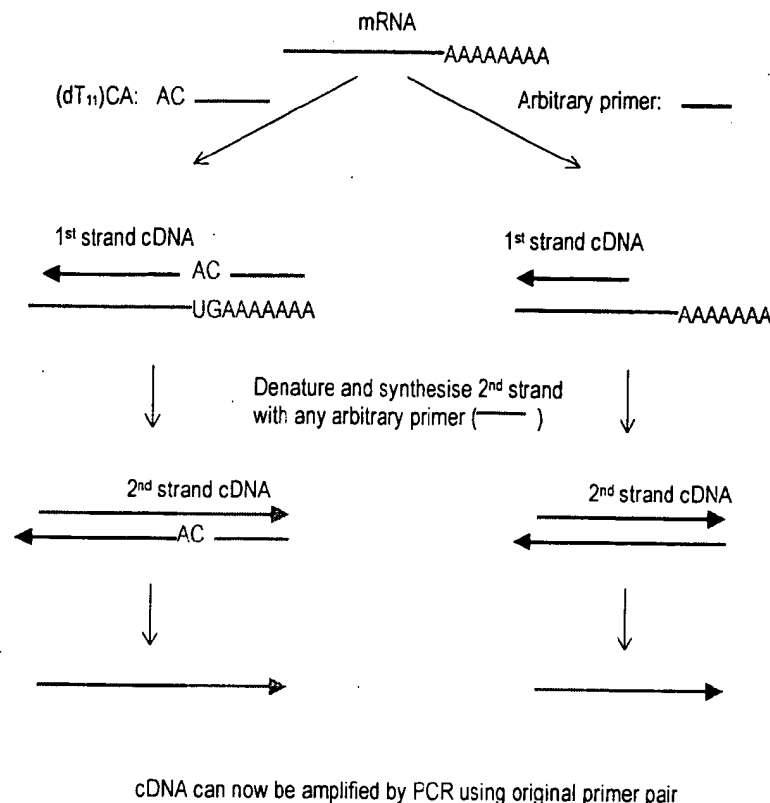 mRNA
AAAAAAAA
(dT₁₁)CA: AC
Arbitrary primer:
1st strand cDNA
1st strand cDNA
AC
UGAAAAAAA
AAAAAAA
Denature and synthesise 2nd strand
with any arbitrary primer ( )
2nd strand cDNA
2nd strand cDNA
AC
cDNA can now be amplified by PCR using original primer pair